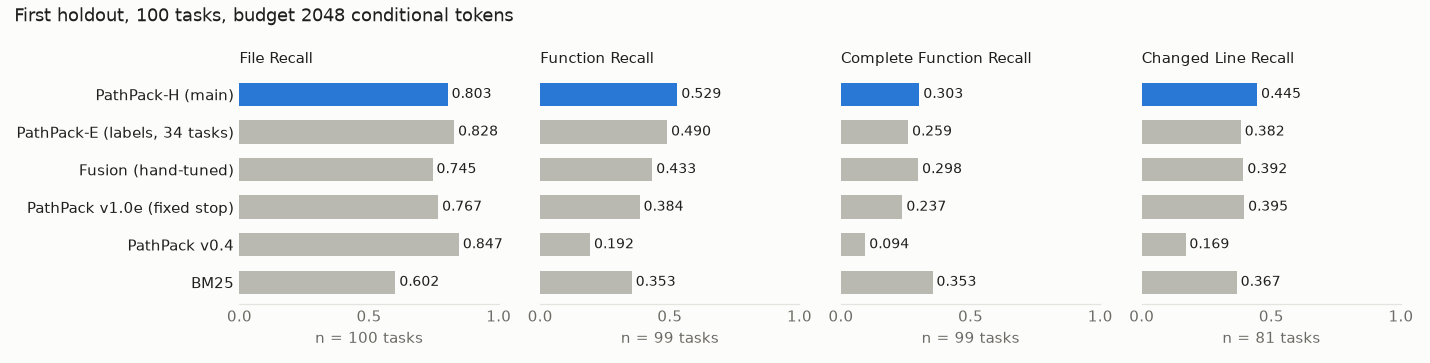 First holdout, 100 tasks, budget 2048 conditional tokens
File Recall Function Recall Complete Function Recall Changed Line Recall
PathPack-H (main) 0.803 0.529 0.303 0.445
PathPack-E (labels, 34 tasks) 0.828 0.490 0.259 0.382
Fusion (hand-tuned) 0.745 0.433 0.298 0.392
PathPack v1.0e (fixed stop) 0.767 0.384 0.237 0.395
PathPack v0.4 0.847 0.192 0.094 0.169
BM25 0.602 0.353 0.353 0.367
0.0 0.5 1.0 0.0 0.5 1.0 0.0 0.5 1.0 0.0 0.5 1.0
n = 100 tasks n = 99 tasks n = 99 tasks n = 81 tasks